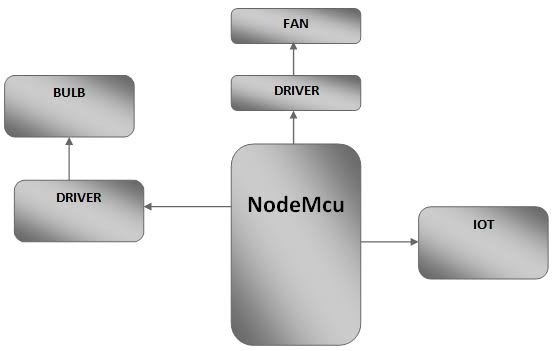 FAN
DRIVER
BULB
DRIVER
NodeMcu
IOT